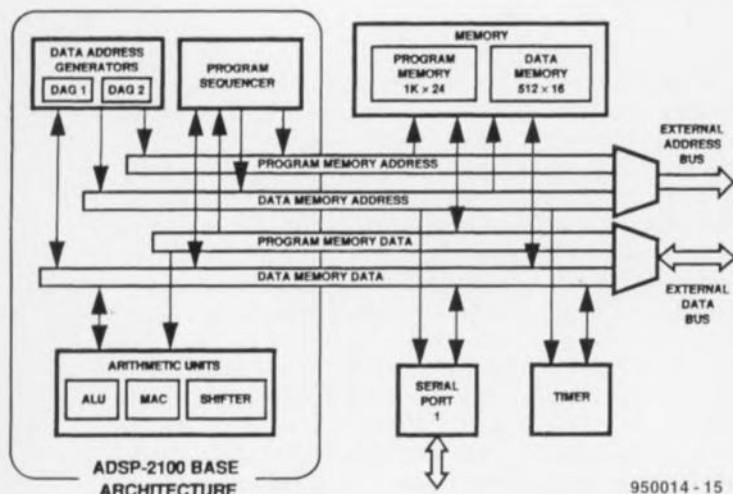 DATA ADDRESS
GENERATORS
DAG 1
DAG 2
PROGRAM
SEQUENCER
MEMORY
PROGRAM
MEMORY
1K × 24
DATA
MEMORY
512 × 16
EXTERNAL
ADDRESS
BUS
PROGRAM MEMORY ADDRESS
DATA MEMORY ADDRESS
PROGRAM MEMORY DATA
DATA MEMORY DATA
EXTERNAL
DATA
BUS
ARITHMETIC UNITS
ALU
MAC
SHIFTER
SERIAL
PORT
1
TIMER
ADSP-2100 BASE
ARCHITECTURE
950014 - 15